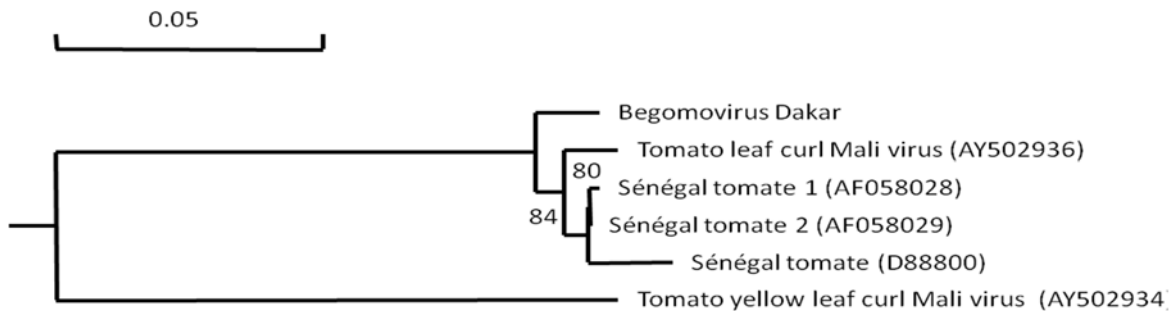 0.05
Begomovirus Dakar
Tomato leaf curl Mali virus (AY502936)
80
Sénégal tomate 1 (AF058028)
84
Sénégal tomate 2 (AF058029)
Sénégal tomate (D88800)
Tomato yellow leaf curl Mali virus (AY502934)